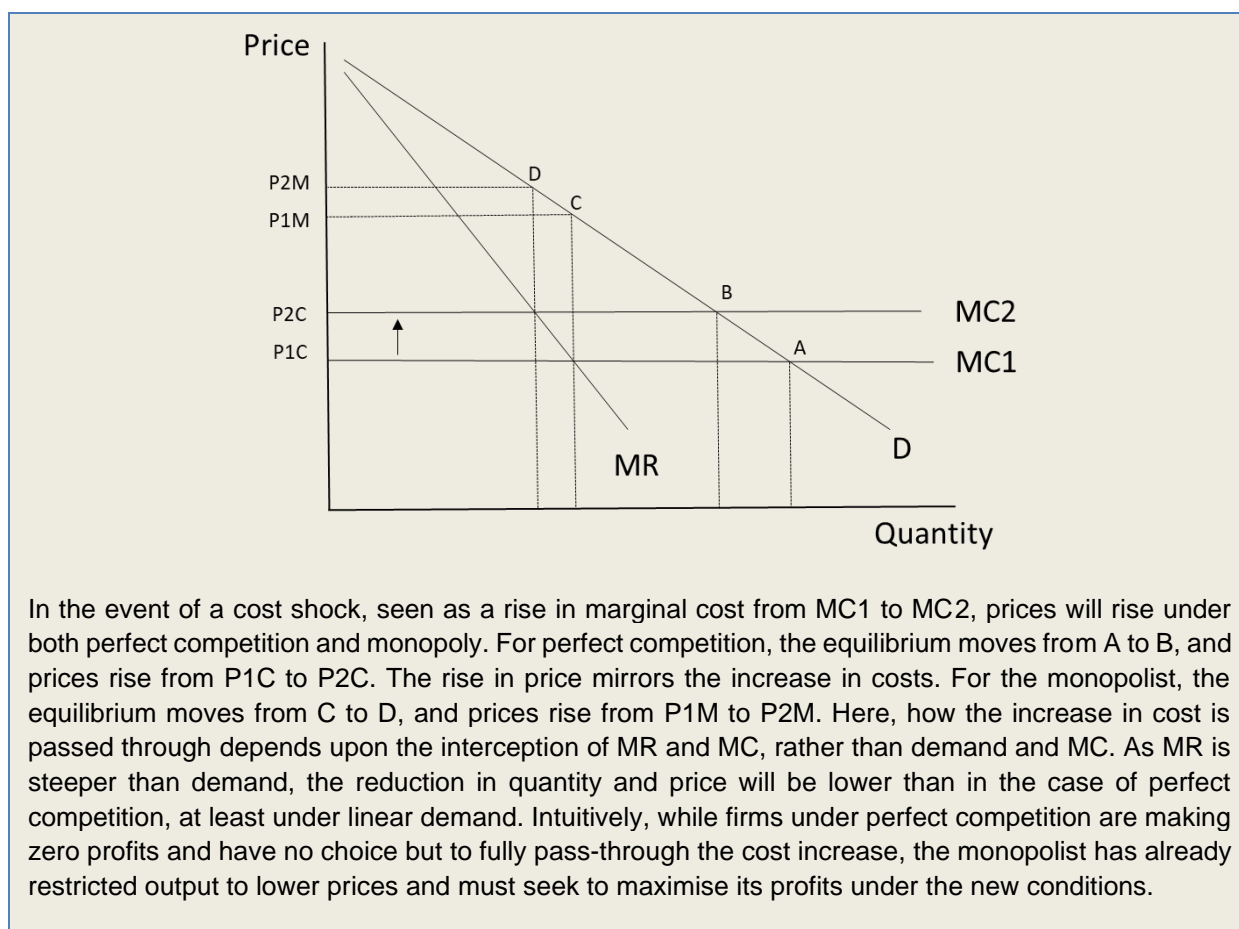 Price
D
P2M
C
P1M
B
P2C
MC2
A
P1C
MC1
D
MR
Quantity
In the event of a cost shock, seen as a rise in marginal cost from MC1 to MC2, prices will rise under
both perfect competition and monopoly. For perfect competition, the equilibrium moves from A to B, and
prices rise from P1C to P2C. The rise in price mirrors the increase in costs. For the monopolist, the
equilibrium moves from C to D, and prices rise from P1M to P2M. Here, how the increase in cost is
passed through depends upon the interception of MR and MC, rather than demand and MC. As MR is
steeper than demand, the reduction in quantity and price will be lower than in the case of perfect
competition, at least under linear demand. Intuitively, while firms under perfect competition are making
zero profits and have no choice but to fully pass-through the cost increase, the monopolist has already
restricted output to lower prices and must seek to maximise its profits under the new conditions.